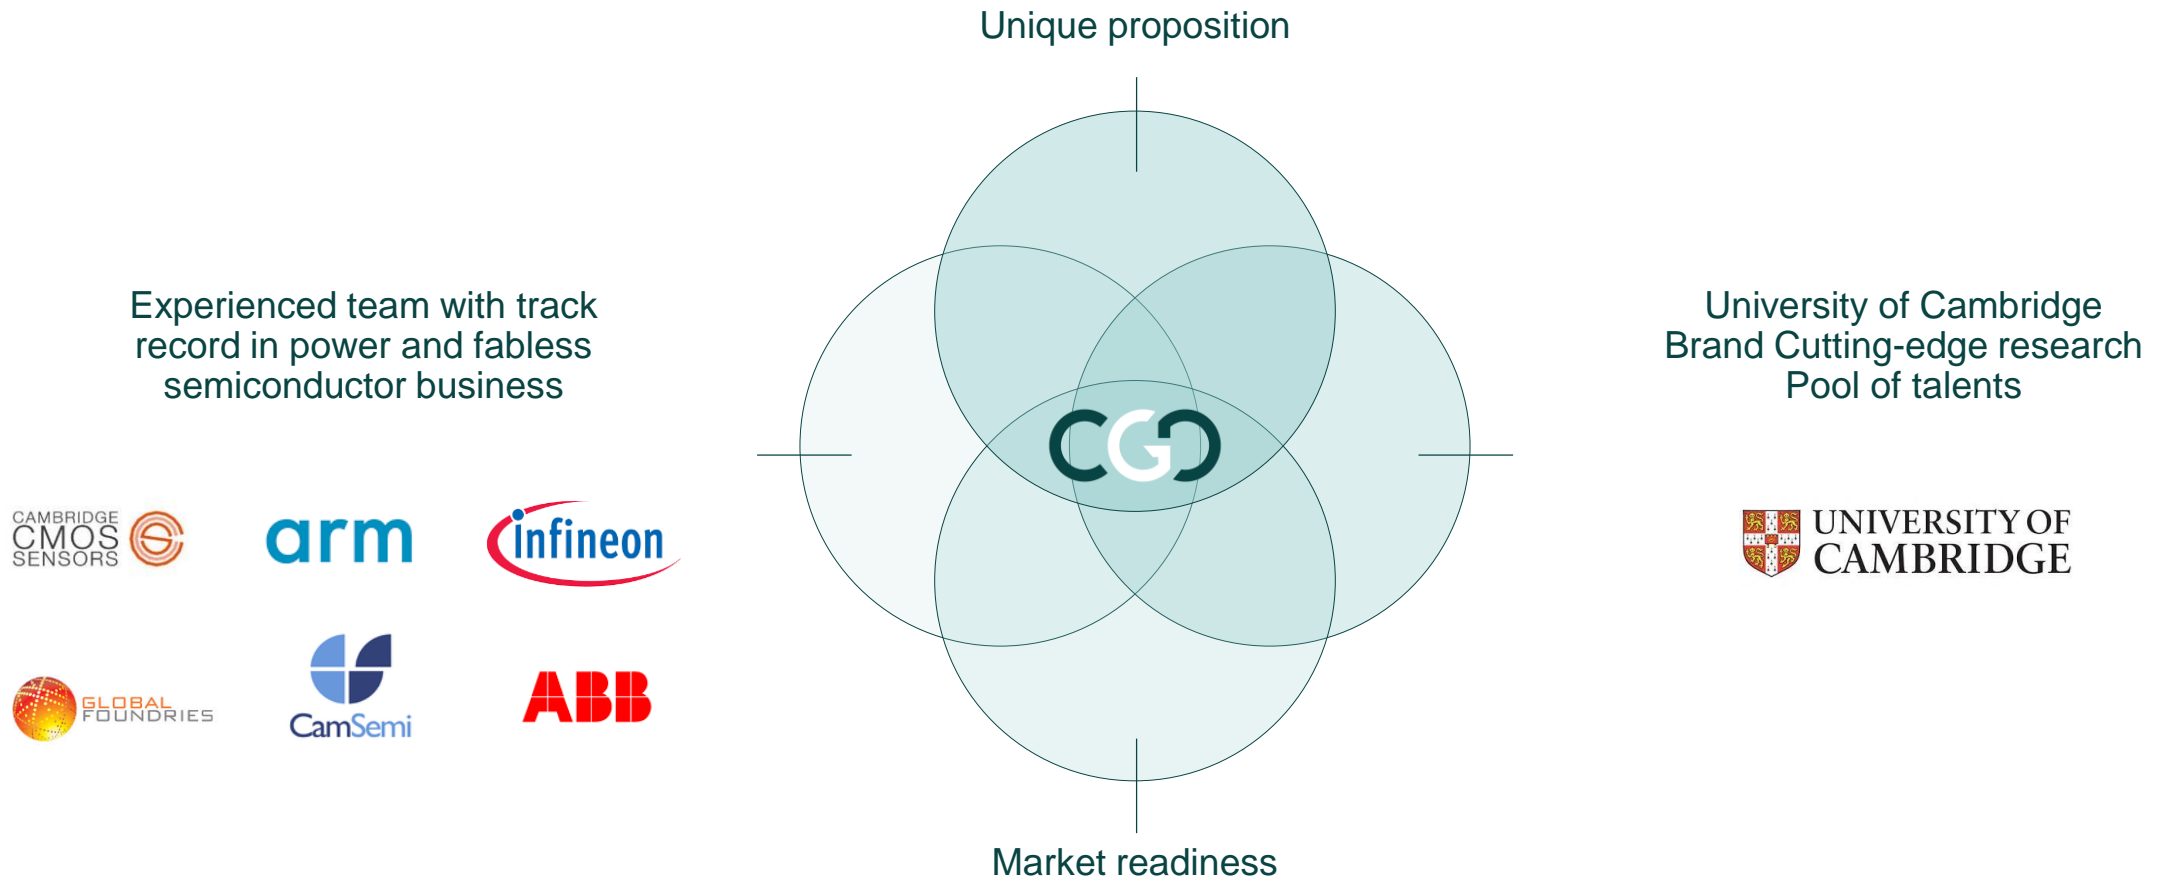 Unique proposition
Experienced team with track
record in power and fabless
semiconductor business
University of Cambridge
Brand Cutting-edge research
Pool of talents
CGD
CAMBRIDGE
CMOS
SENSORS
arm
infineon
UNIVERSITY OF
CAMBRIDGE
GLOBAL
FOUNDRIES
CamSemi
ABB
Market readiness